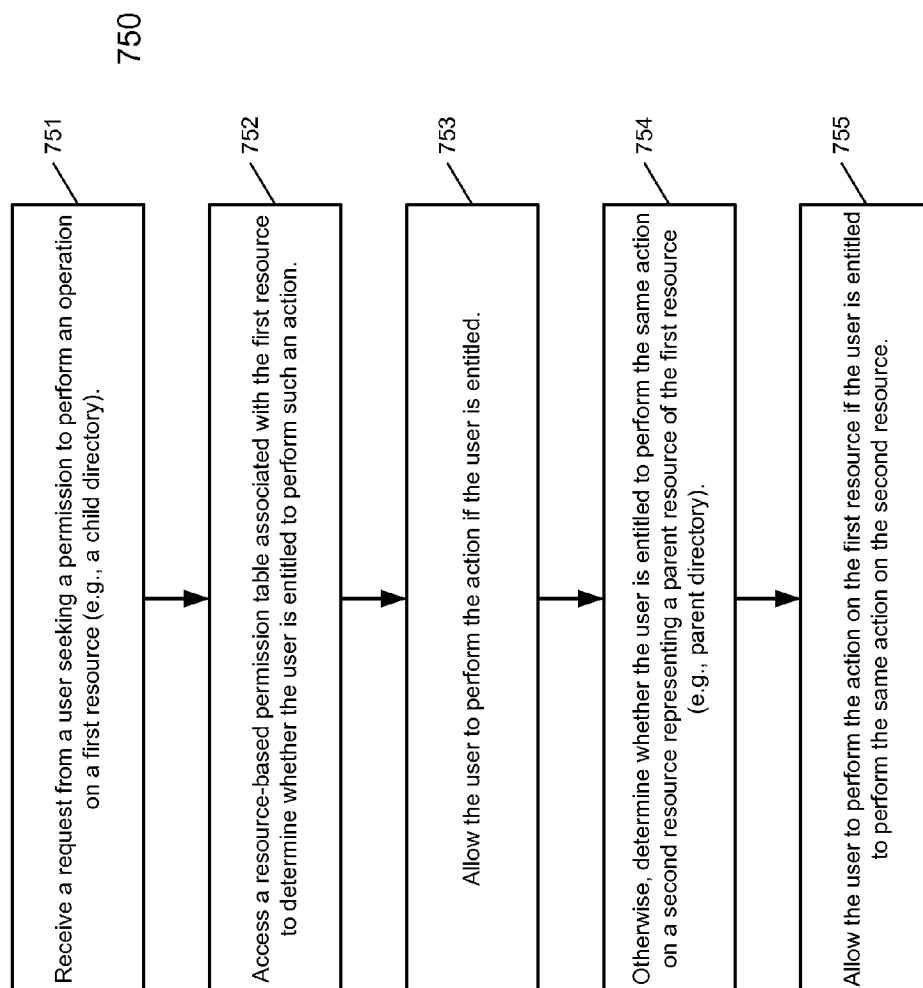 750
751
Receive a request from a user seeking a permission to perform an operation
on a first resource (e.g., a child directory).
752
Access a resource-based permission table associated with the first resource
to determine whether the user is entitled to perform such an action.
753
Allow the user to perform the action if the user is entitled.
754
Otherwise, determine whether the user is entitled to perform the same action
on a second resource representing a parent resource of the first resource
(e.g., parent directory).
755
Allow the user to perform the action on the first resource if the user is entitled
to perform the same action on the second resource.